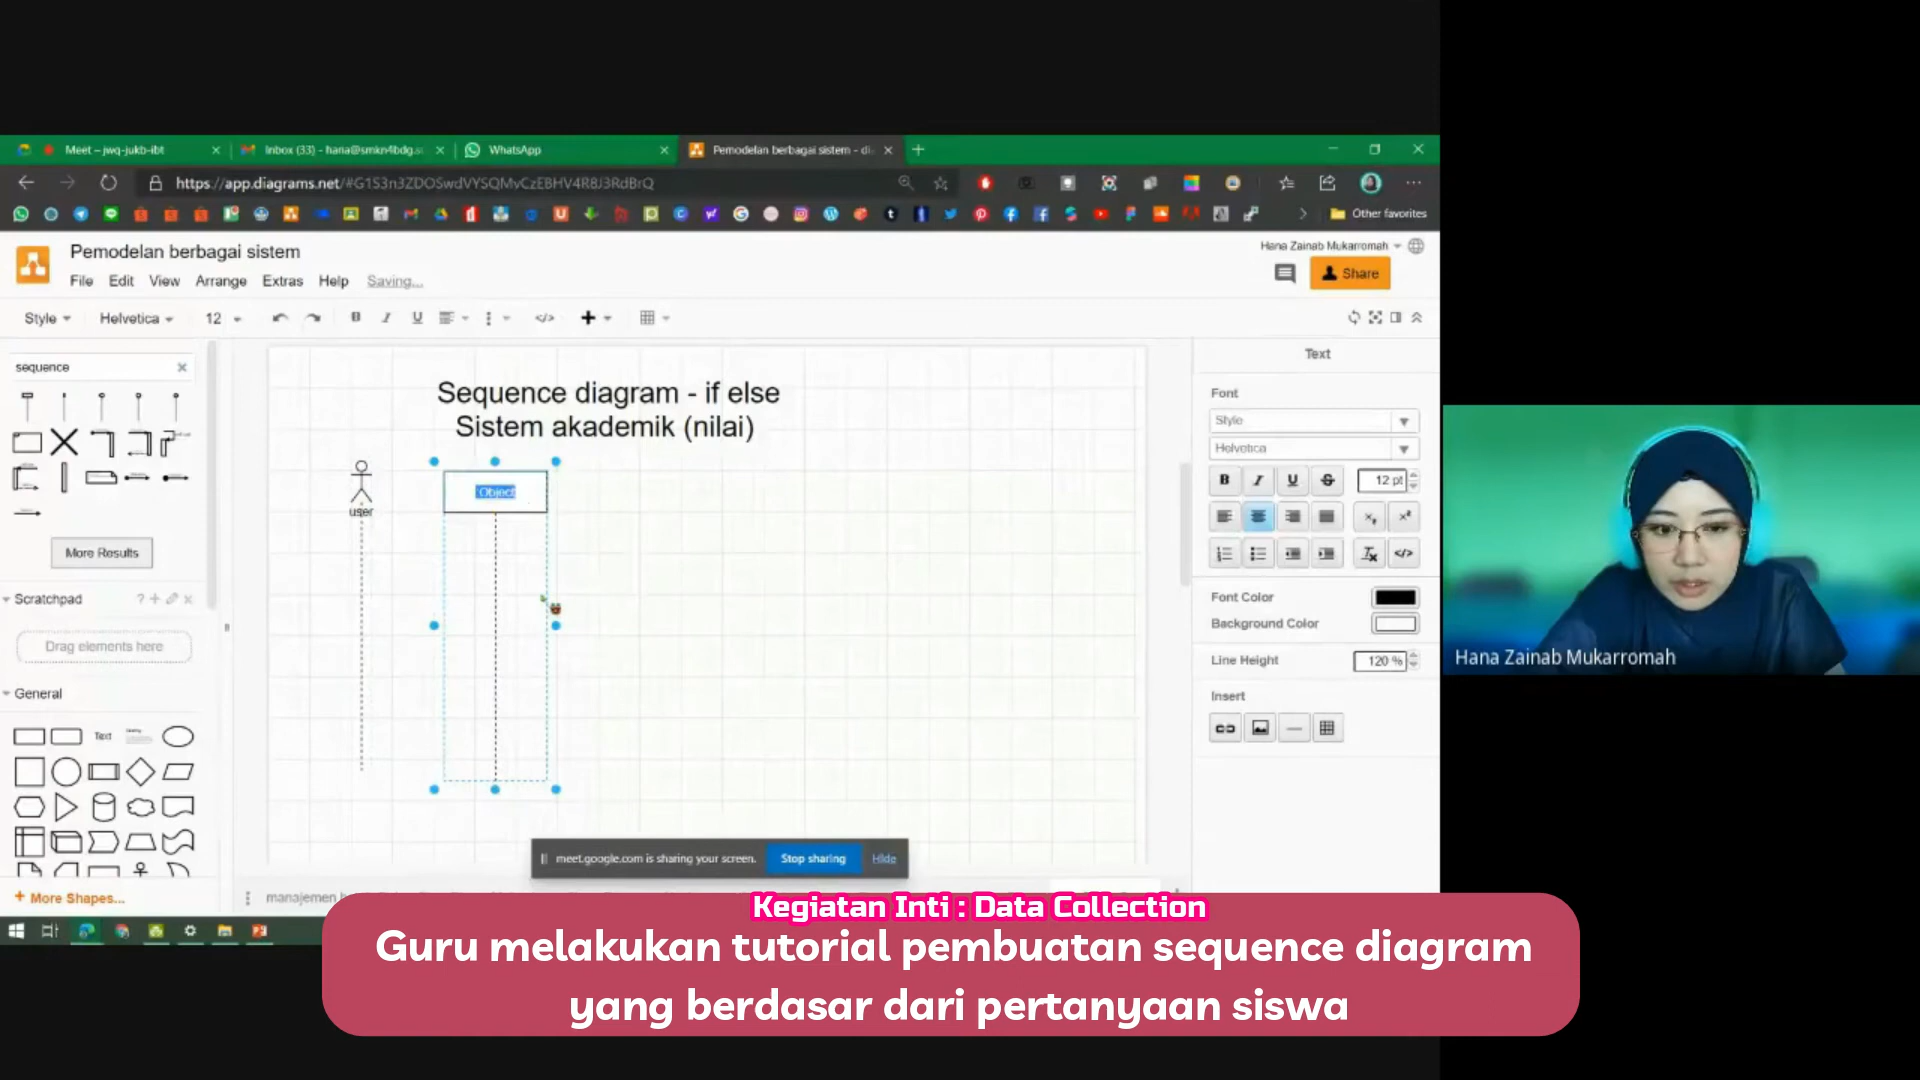 Meet – jwq-jukb-ibt
Inbox (33) - hana@smkn4bdg.s
WhatsApp
Pemodelan berbagai sistem - di
https://app.diagrams.net/#G1S3n3ZDOSwdVYSQMvCzEBHV4R8J3RdBrQ
Other favorites
Pemodelan berbagai sistem
Hana Zainab Mukarromah
File Edit View Arrange Extras Help Saving...
Share
Style Helvetica 12
sequence
More Results
Scratchpad
Drag elements here
General
Text
More Shapes...
Sequence diagram - if else
Sistem akademik (nilai)
user
Object
Text
Font
Style
Helvetica
12 pt
Font Color
Background Color
Line Height 120 %
Insert
meet.google.com is sharing your screen. Stop sharing Hide
manajemen
Hana Zainab Mukarromah
Kegiatan Inti : Data Collection
Guru melakukan tutorial pembuatan sequence diagram
yang berdasar dari pertanyaan siswa